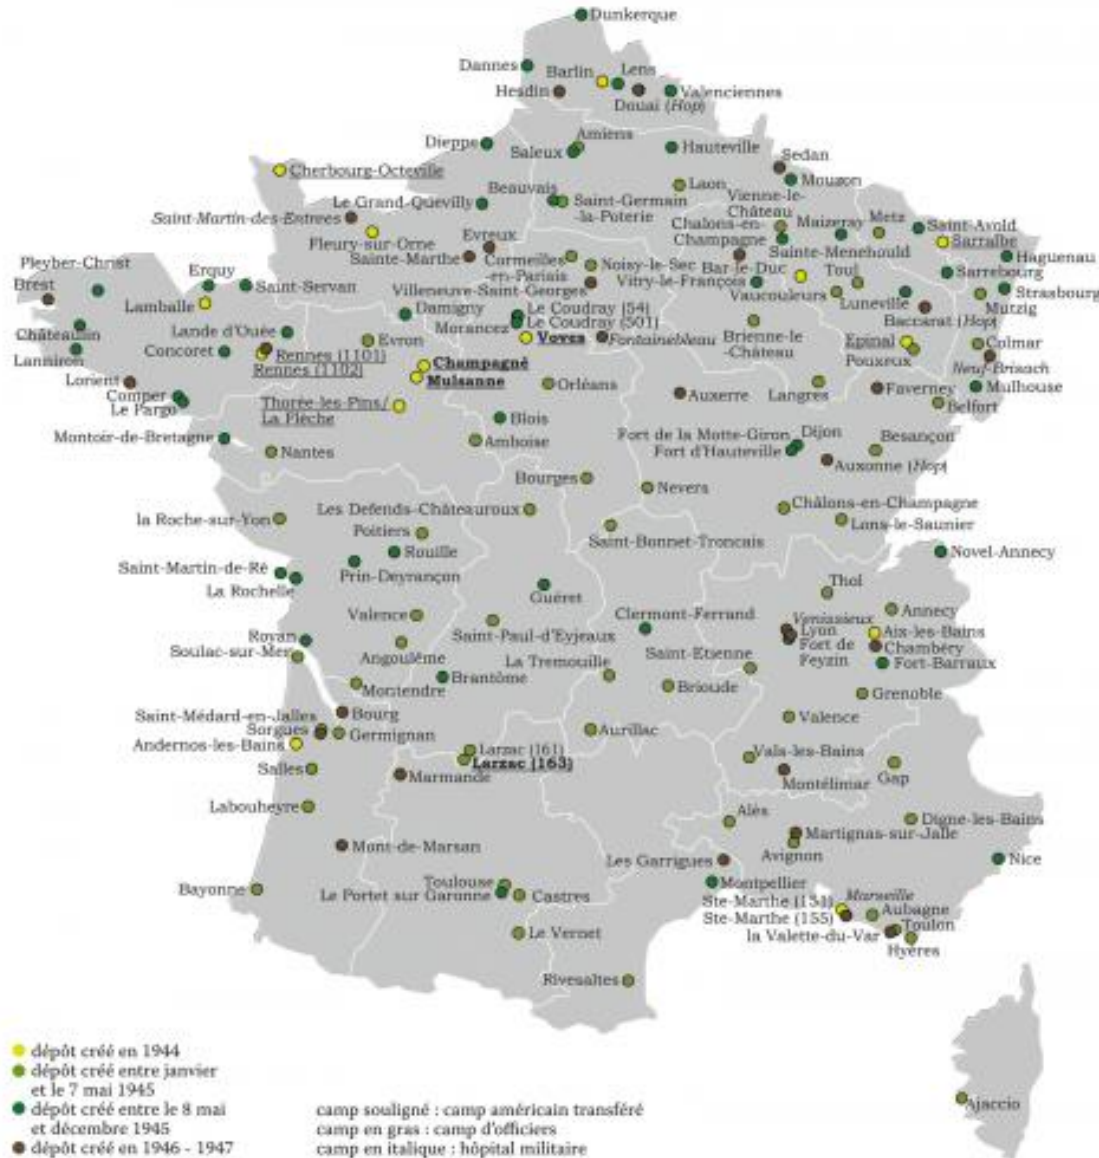 Dunkerque
Dannes
Barlin
Lens
Hesdin
Douai (Hop)
Valenciennes
Dieppe
Amiens
Saleux
Hauteville
Sedan
Mouzon
Cherbourg-Octeville
Laon
Vienne-le-
Château
Beauvais
Saint-Germain
-la-Poterie
Le Grand-Quevilly
Saint-Martin-des-Entrees
Chalons-en-
Champagne
Maizeray
Metz
Saint-Avold
Sarralbe
Fleury-sur-Orne
Evreux
Sainte-Marthe
Cormeilles
-en-Parisis
Noisy-le-Sec
Sainte-Menehould
Bar-le-Duc
Toul
Haguenau
Sarrebourg
Pleyber-Christ
Brest
Erquy
Saint-Servan
Villeneuve-Saint-Georges
Vitry-le-François
Vaucouleurs
Luneville
Strasbourg
Mutzig
Lamballe
Damigny
Le Coudray (54)
Morancez
Le Coudray (501)
Baccarat (Hop)
Châteaulin
Lande d'Ouée
Evron
Voves
Fontainebleau
Brienne-le
-Château
Epinal
Pouxeux
Colmar
Lanniron
Concoret
Rennes (1101)
Rennes (1102)
Champagné
Mulsanne
Neuf-Brisach
Lorient
Orléans
Auxerre
Langres
Faverney
Mulhouse
Comper
Le Pargo
Thorée-les-Pins/
La Flèche
Blois
Belfort
Montoir-de-Bretagne
Nantes
Amboise
Fort de la Motte-Giron
Dijon
Fort d'Hauteville
Besançon
Auxonne (Hop)
Bourges
Nevers
Les Defends-Châteauroux
Châlons-en-Champagne
la Roche-sur-Yon
Poitiers
Saint-Bonnet-Troncais
Lons-le-Saunier
Rouille
Novel-Annecy
Saint-Martin-de-Ré
La Rochelle
Prin-Deyrançon
Guéret
Thol
Valence
Clermont-Ferrand
Annecy
Venissieux
Lyon
Aix-les-Bains
Royan
Saint-Paul-d'Eyjeaux
Fort de
Feyzin
Chambéry
Soulac-sur-Mer
Angoulême
La Tremouille
Saint-Etienne
Fort-Barraux
Brantôme
Montendre
Brioude
Grenoble
Saint-Médard-en-Jalles
Bourg
Valence
Sorgues
Germignan
Aurillac
Andernos-les-Bains
Larzac (161)
Larzac (163)
Vals-les-Bains
Salles
Marmande
Montélimar
Gap
Labouheyre
Alès
Digne-les-Bains
Martignas-sur-Jalle
Mont-de-Marsan
Avignon
Les Garrigues
Nice
Bayonne
Toulouse
Le Portet sur Garonne
Castres
Montpellier
Marseille
Ste-Marthe (154)
Aubagne
Ste-Marthe (155)
Toulon
la Valette-du-Var
Hyères
Le Vernet
Rivesaltes
Ajaccio
dépôt créé en 1944
dépôt créé entre janvier
et le 7 mai 1945
dépôt créé entre le 8 mai
et décembre 1945
dépôt créé en 1946 - 1947
camp souligné : camp américain transféré
camp en gras : camp d'officiers
camp en italique : hôpital militaire